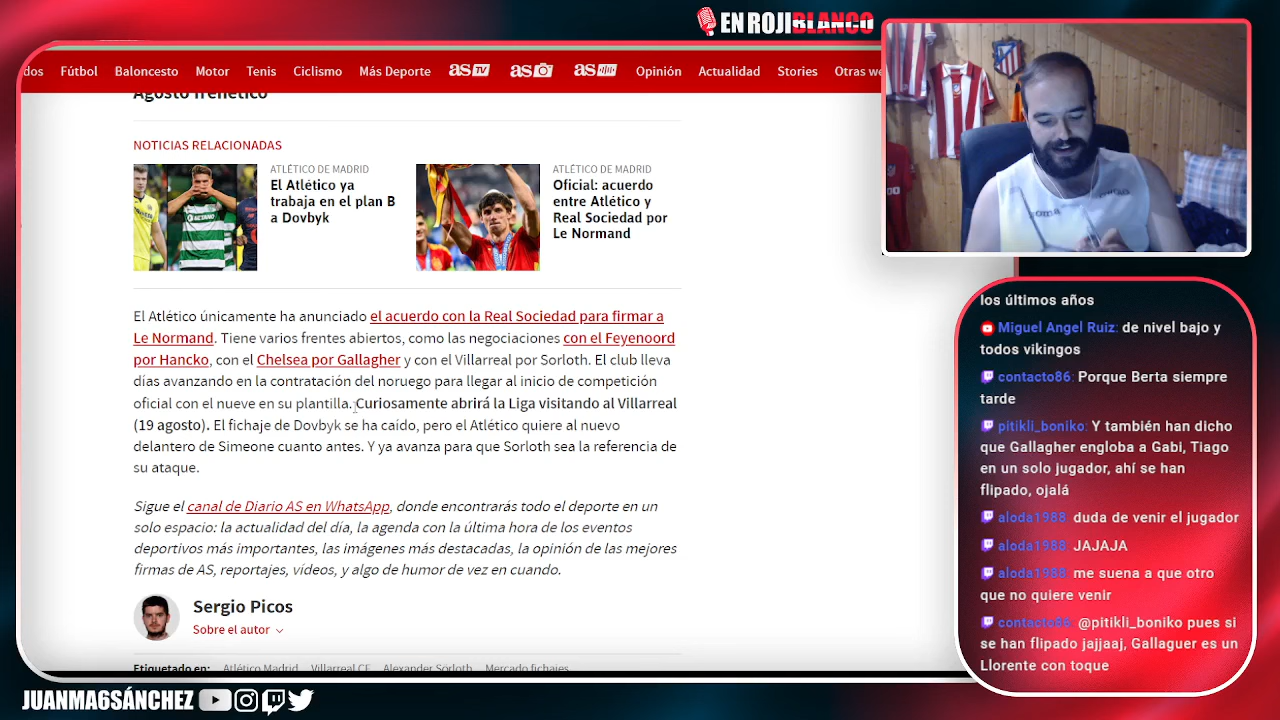 EN ROJIBLANCO
dos Fútbol Baloncesto Motor Tenis Ciclismo Más Deporte as TV as as Opinión Actualidad Stories Otras we
Agosto frenético
NOTICIAS RELACIONADAS
ATLÉTICO DE MADRID
El Atlético ya
trabaja en el plan B
a Dovbyk
ATLÉTICO DE MADRID
Oficial: acuerdo
entre Atlético y
Real Sociedad por
Le Normand
El Atlético únicamente ha anunciado el acuerdo con la Real Sociedad para firmar a
Le Normand. Tiene varios frentes abiertos, como las negociaciones con el Feyenoord
por Hancko, con el Chelsea por Gallagher y con el Villarreal por Sorloth. El club lleva
días avanzando en la contratación del noruego para llegar al inicio de competición
oficial con el nueve en su plantilla. Curiosamente abrirá la Liga visitando al Villarreal
(19 agosto). El fichaje de Dovbyk se ha caído, pero el Atlético quiere al nuevo
delantero de Simeone cuanto antes. Y ya avanza para que Sorloth sea la referencia de
su ataque.
Sigue el canal de Diario AS en WhatsApp, donde encontrarás todo el deporte en un
solo espacio: la actualidad del día, la agenda con la última hora de los eventos
deportivos más importantes, las imágenes más destacadas, la opinión de las mejores
firmas de AS, reportajes, vídeos, y algo de humor de vez en cuando.
Sergio Picos
Sobre el autor
Etiquetado en: Atlético Madrid Villarreal CF Alexander Sörloth Mercado fichajes
los últimos años
Miguel Angel Ruiz: de nivel bajo y
todos vikingos
contacto86: Porque Berta siempre
tarde
pitikli_boniko: Y también han dicho
que Gallagher engloba a Gabi, Tiago
en un solo jugador, ahí se han
flipado, ojalá
aloda1988: duda de venir el jugador
aloda1988: JAJAJA
aloda1988: me suena a que otro
que no quiere venir
contacto86: @pitikli_boniko pues si
se han flipado jajjaaj, Gallaguer es un
Llorente con toque
JUANMA6SÁNCHEZ